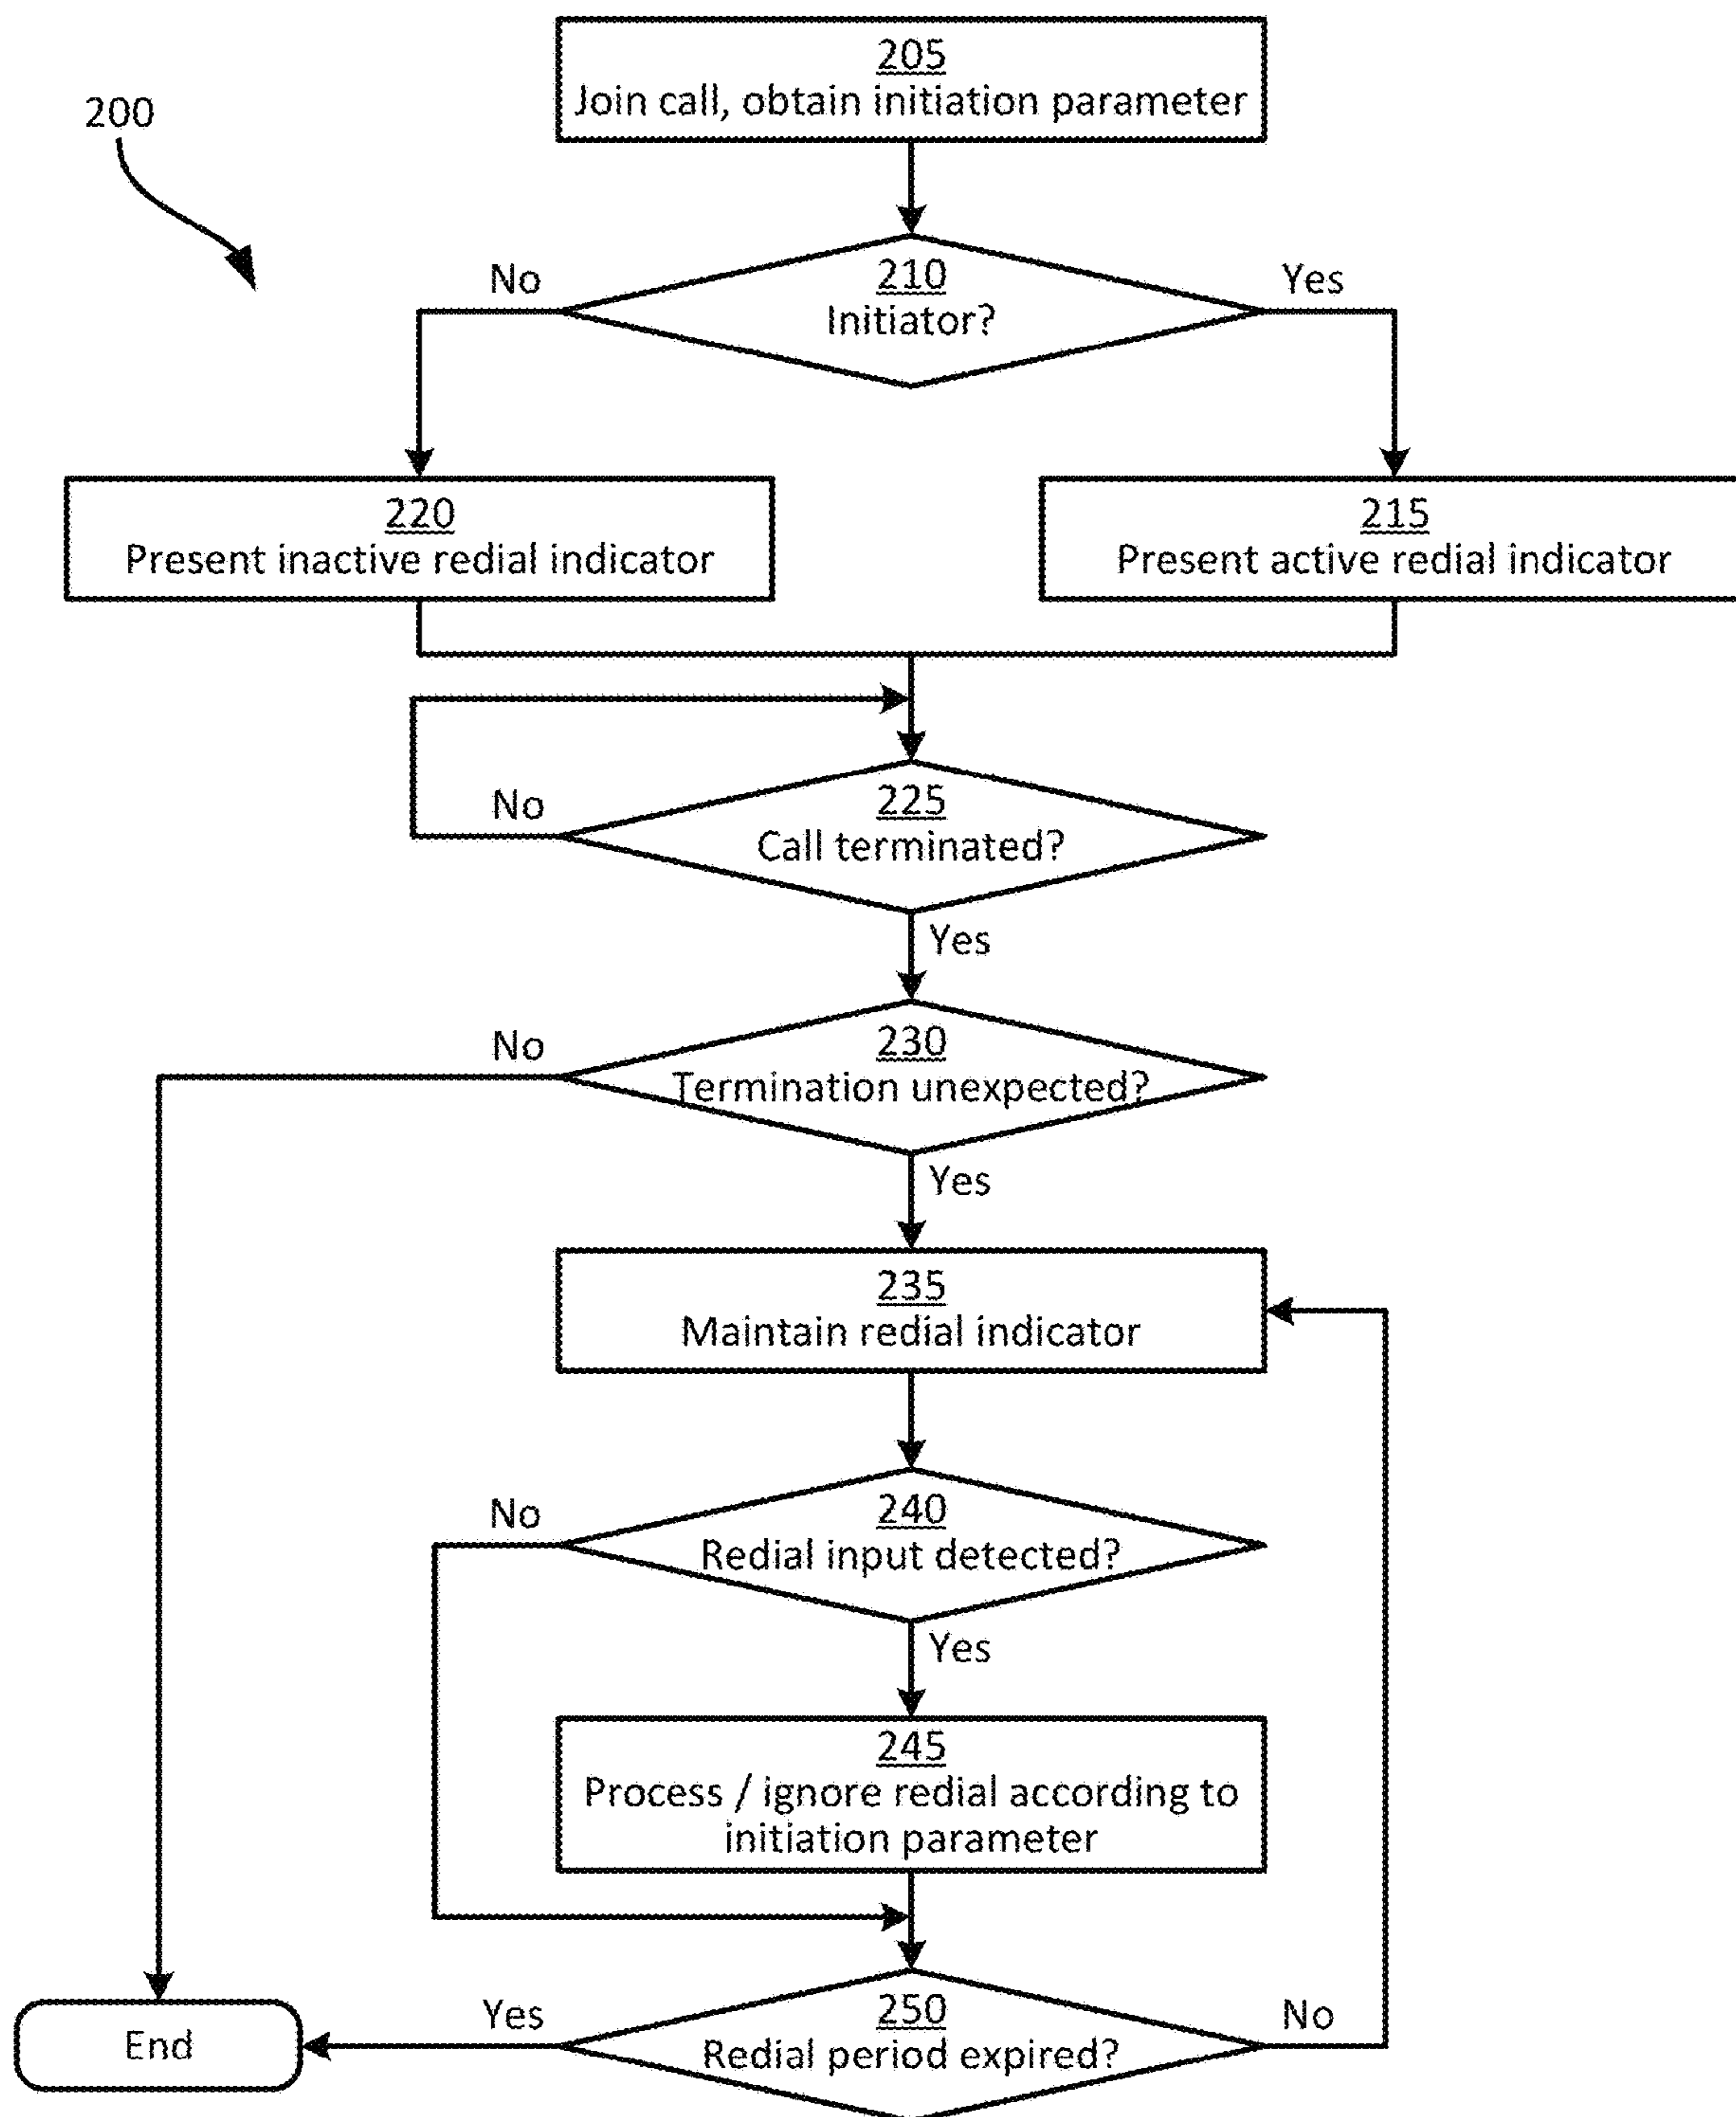 205
Join call, obtain initiation parameter
200
No
210
Initiator?
Yes
220
Present inactive redial indicator
215
Present active redial indicator
No
225
Call terminated?
Yes
No
230
Termination unexpected?
Yes
235
Maintain redial indicator
No
240
Redial input detected?
Yes
245
Process / ignore redial according to
initiation parameter
End
Yes
250
Redial period expired?
No